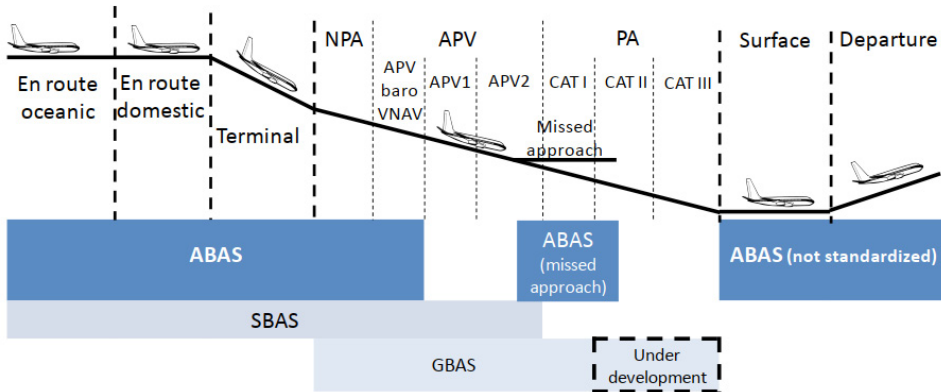 NPA
APV
PA
Surface
Departure
En route
oceanic
En route
domestic
Terminal
APV
baro
VNAV
APV1
APV2
CAT I
CAT II
CAT III
Missed
approach
ABAS
ABAS
(missed
approach)
ABAS (not standardized)
SBAS
GBAS
Under
development